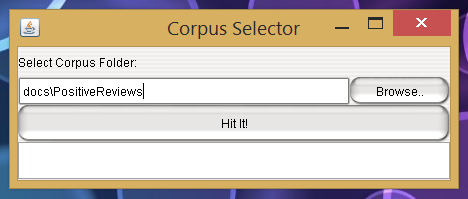 Corpus Selector
Select Corpus Folder:
docs\PositiveReviews
Browse..
Hit It!